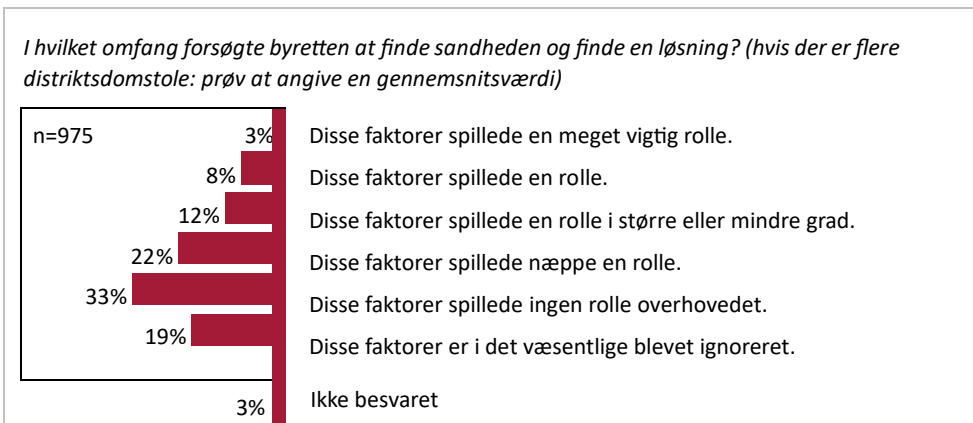 I hvilket omfang forsøgte byretten at finde sandheden og finde en løsning? (hvis der er flere
distriktsdomstole: prøv at angive en gennemsnitsværdi)
n=975
3% Disse faktorer spillede en meget vigtig rolle.
8% Disse faktorer spillede en rolle.
12% Disse faktorer spillede en rolle i større eller mindre grad.
22% Disse faktorer spillede næppe en rolle.
33% Disse faktorer spillede ingen rolle overhovedet.
19% Disse faktorer er i det væsentlige blevet ignoreret.
3% Ikke besvaret